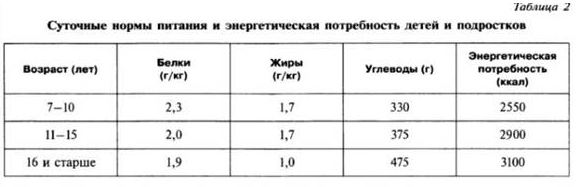 Таблица 2
Суточные нормы питания и энергетическая потребность детей и подростков
Возраст (лет) Белки (г/кг) Жиры (г/кг) Углеводы (г) Энергетическая потребность (ккал)
7–10 2,3 1,7 330 2550
11–15 2,0 1,7 375 2900
16 и старше 1,9 1,0 475 3100